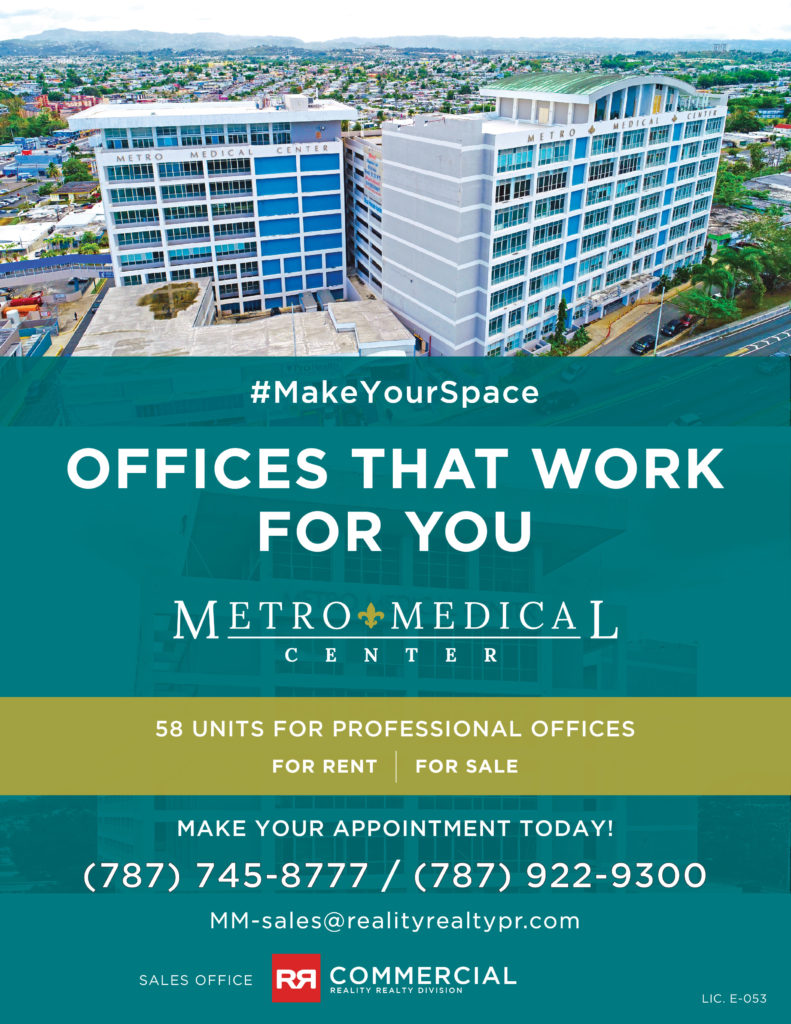 METRO MEDICAL CENTER
METRO MEDICAL CENTER
#MakeYourSpace
OFFICES THAT WORK
FOR YOU
METRO MEDICAL
CENTER
58 UNITS FOR PROFESSIONAL OFFICES
FOR RENT | FOR SALE
MAKE YOUR APPOINTMENT TODAY!
(787) 745-8777 / (787) 922-9300
MM-sales@realityrealtypr.com
SALES OFFICE RR COMMERCIAL
REALITY REALTY DIVISION
LIC. E-053